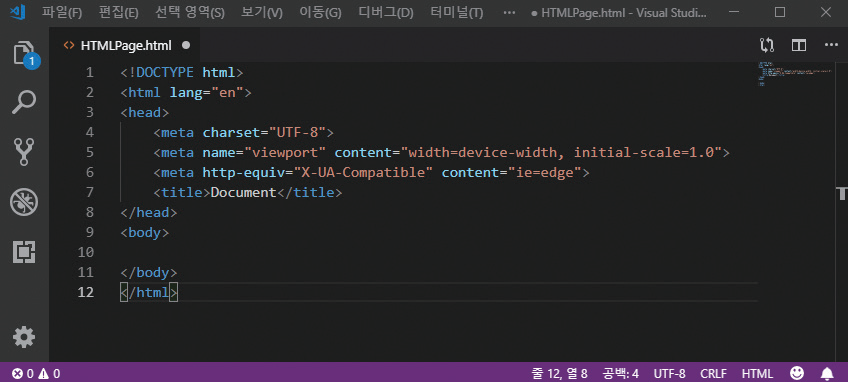 파일(F) 편집(E) 선택 영역(S) 보기(V) 이동(G) 디버그(D) 터미널(T) ··· ● HTMLPage.html - Visual Studi...
HTMLPage.html ●
1
1 <!DOCTYPE html>
2 <html lang="en">
3 <head>
4 <meta charset="UTF-8">
5 <meta name="viewport" content="width=device-width, initial-scale=1.0">
6 <meta http-equiv="X-UA-Compatible" content="ie=edge">
7 <title>Document</title>
8 </head>
9 <body>
10
11 </body>
12 </html>
0 0 줄 12, 열 8 공백: 4 UTF-8 CRLF HTML